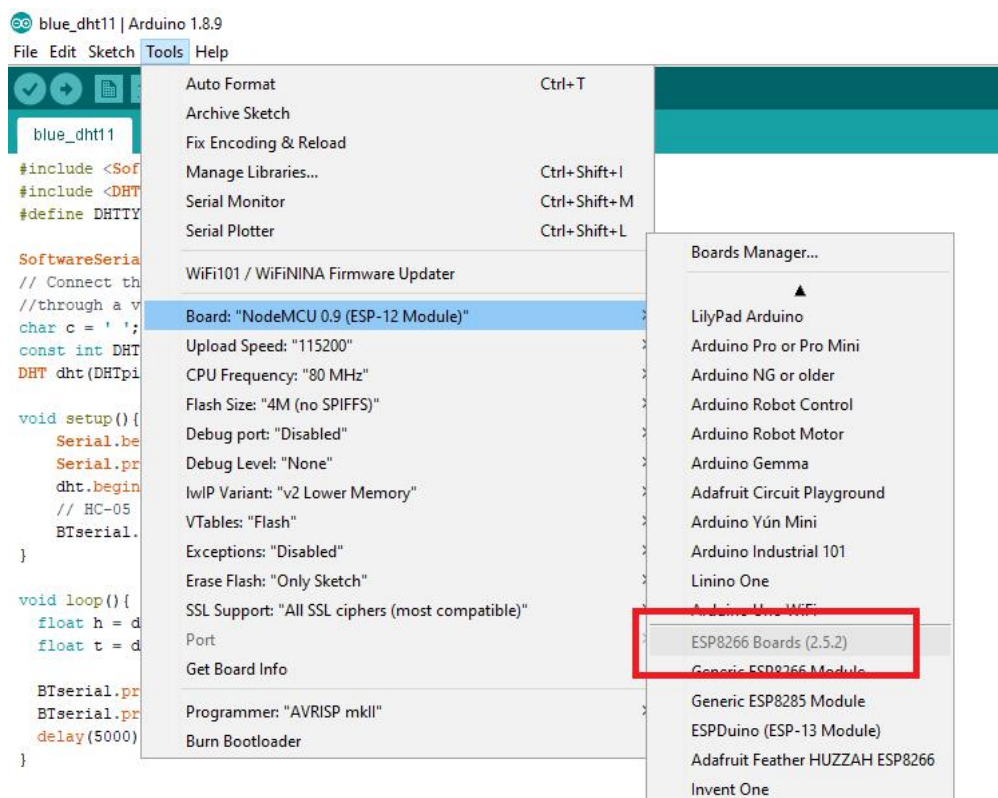 blue_dht11 | Arduino 1.8.9
File Edit Sketch Tools Help
blue_dht11
#include <Sof
#include <DHT
#define DHTTY
SoftwareSeria
// Connect th
//through a v
char c = ' ';
const int DHT
DHT dht(DHTpi
void setup(){
Serial.be
Serial.pr
dht.begin
// HC-05
BTserial.
}
void loop(){
float h = d
float t = d
BTserial.pr
BTserial.pr
delay(5000)
}
Auto Format Ctrl+T
Archive Sketch
Fix Encoding & Reload
Manage Libraries... Ctrl+Shift+I
Serial Monitor Ctrl+Shift+M
Serial Plotter Ctrl+Shift+L
WiFi101 / WiFiNINA Firmware Updater
Board: "NodeMCU 0.9 (ESP-12 Module)"
Upload Speed: "115200"
CPU Frequency: "80 MHz"
Flash Size: "4M (no SPIFFS)"
Debug port: "Disabled"
Debug Level: "None"
lwIP Variant: "v2 Lower Memory"
VTables: "Flash"
Exceptions: "Disabled"
Erase Flash: "Only Sketch"
SSL Support: "All SSL ciphers (most compatible)"
Port
Get Board Info
Programmer: "AVRISP mkII"
Burn Bootloader
Boards Manager...
LilyPad Arduino
Arduino Pro or Pro Mini
Arduino NG or older
Arduino Robot Control
Arduino Robot Motor
Arduino Gemma
Adafruit Circuit Playground
Arduino Yún Mini
Arduino Industrial 101
Linino One
Arduino Uno WiFi
ESP8266 Boards (2.5.2)
Generic ESP8266 Module
Generic ESP8285 Module
ESPDuino (ESP-13 Module)
Adafruit Feather HUZZAH ESP8266
Invent One